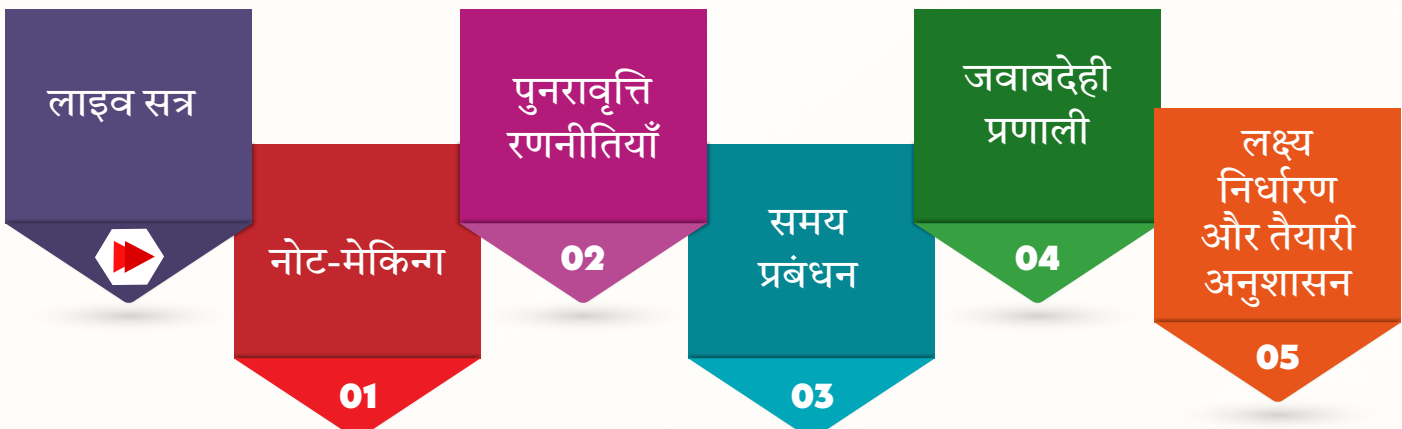 लाइव सत्र
नोट-मेकिन्ग
01
पुनरावृत्ति
रणनीतियाँ
02
समय
प्रबंधन
03
जवाबदेही
प्रणाली
04
लक्ष्य
निर्धारण
और तैयारी
अनुशासन
05